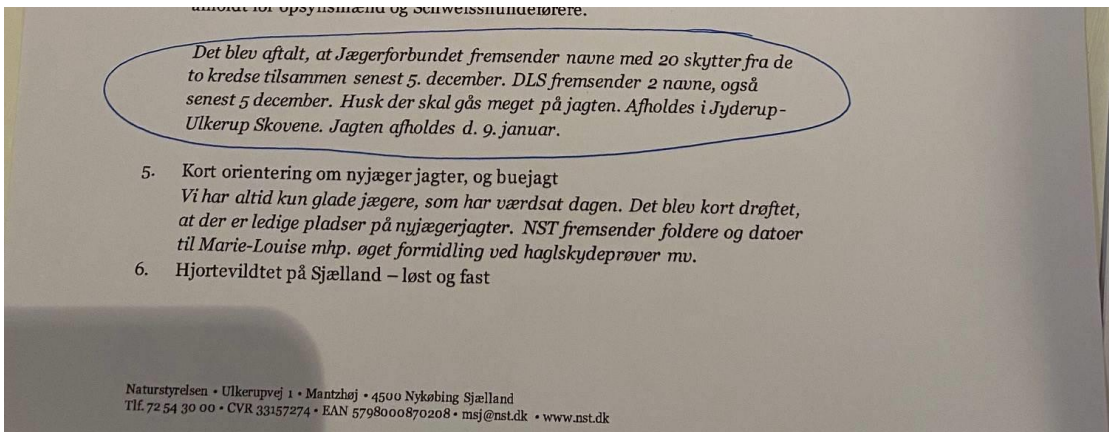 afholdt for opsynsmænd og Schweisshundeførere.
Det blev aftalt, at Jægerforbundet fremsender navne med 20 skytter fra de
to kredse tilsammen senest 5. december. DLS fremsender 2 navne, også
senest 5 december. Husk der skal gås meget på jagten. Afholdes i Jyderup-
Ulkerup Skovene. Jagten afholdes d. 9. januar.
5. Kort orientering om nyjæger jagter, og buejagt
Vi har altid kun glade jægere, som har værdsat dagen. Det blev kort drøftet,
at der er ledige pladser på nyjægerjagter. NST fremsender foldere og datoer
til Marie-Louise mhp. øget formidling ved haglskydeprøver mv.
6. Hjortevildtet på Sjælland – løst og fast
Naturstyrelsen • Ulkerupvej 1 • Mantzhøj • 4500 Nykøbing Sjælland
Tlf. 72 54 30 00 • CVR 33157274 • EAN 5798000870208 • msj@nst.dk • www.nst.dk